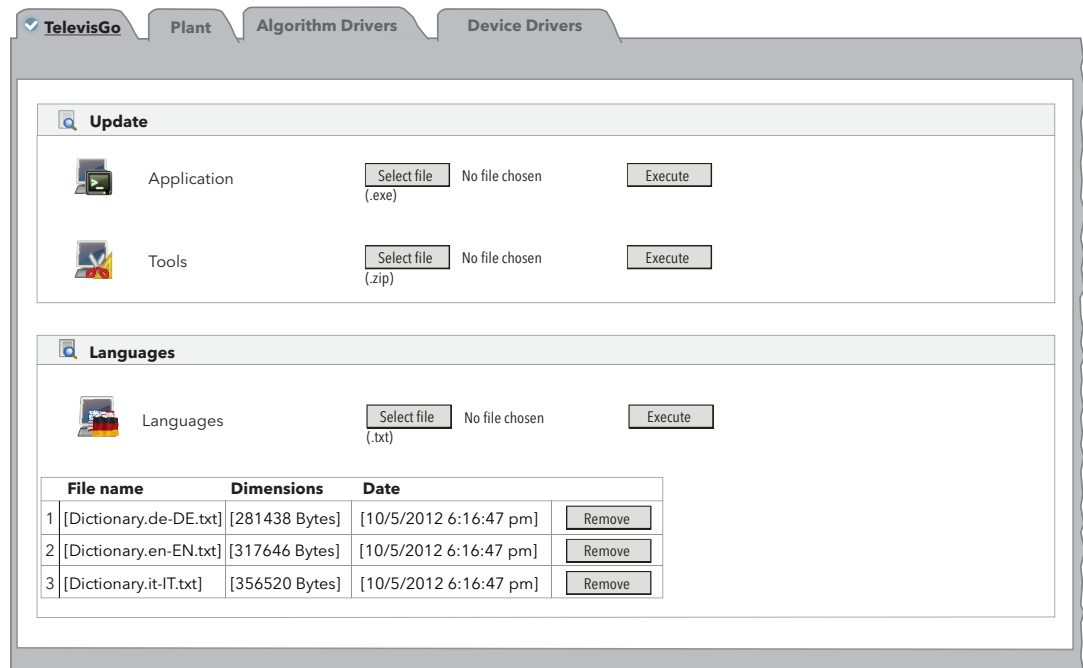 TelevisGo Plant Algorithm Drivers Device Drivers
Update
Application Select file No file chosen Execute
(.exe)
Tools Select file No file chosen Execute
(.zip)
Languages
Languages Select file No file chosen Execute
(.txt)
File name Dimensions Date
1 [Dictionary.de-DE.txt] [281438 Bytes] [10/5/2012 6:16:47 pm] Remove
2 [Dictionary.en-EN.txt] [317646 Bytes] [10/5/2012 6:16:47 pm] Remove
3 [Dictionary.it-IT.txt] [356520 Bytes] [10/5/2012 6:16:47 pm] Remove